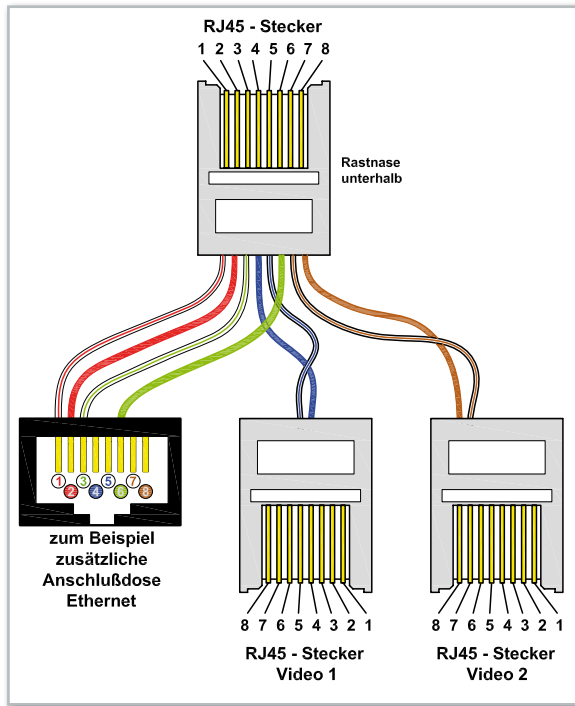 RJ45 - Stecker
1 2 3 4 5 6 7 8
Rastnase
unterhalb
1 3 5 7
2 4 6 8
zum Beispiel
zusätzliche
Anschlußdose
Ethernet
8 7 6 5 4 3 2 1
RJ45 - Stecker
Video 1
8 7 6 5 4 3 2 1
RJ45 - Stecker
Video 2